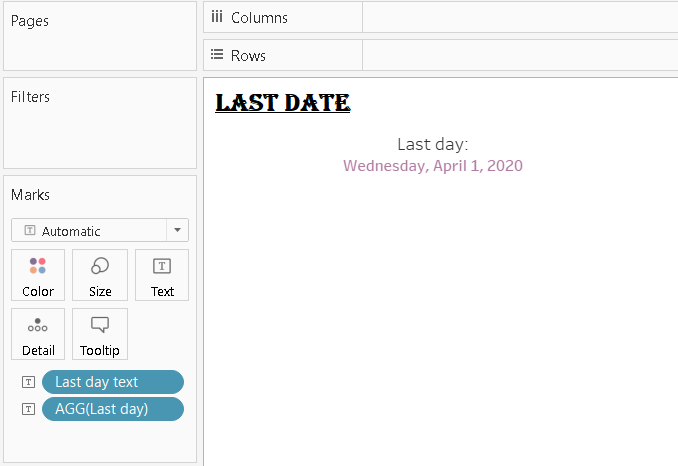 Pages
Columns
Rows
Filters
LAST DATE
Last day:
Wednesday, April 1, 2020
Marks
T Automatic
Color Size T Text
Detail Tooltip
T Last day text
T AGG(Last day)